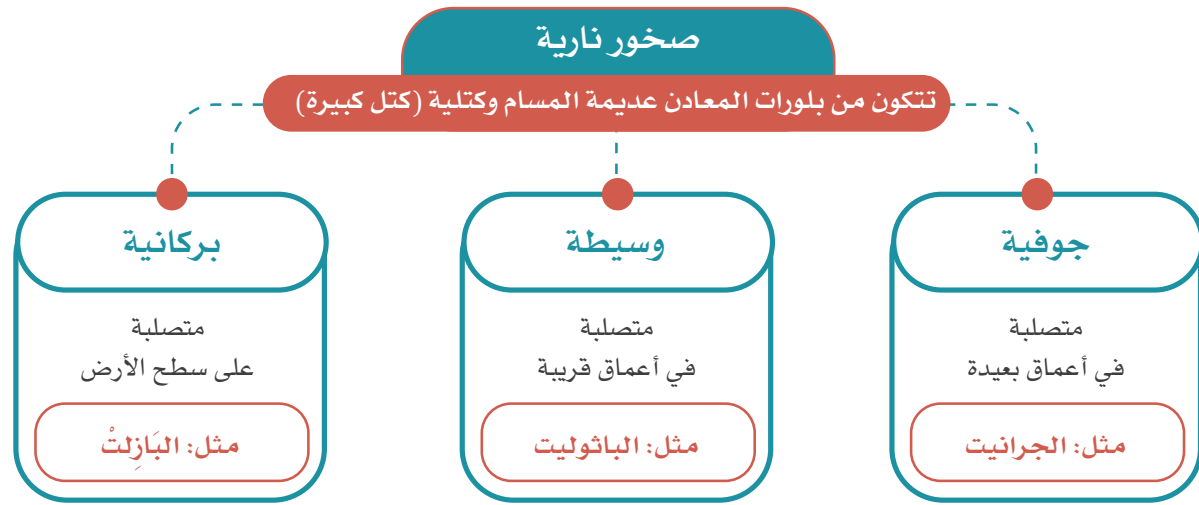 صخور نارية
تتكون من بلورات المعادن عديمة المسام وكتلية (كتل كبيرة)
جوفية
متصلبة
في أعماق بعيدة
مثل: الجرانيت
وسيطة
متصلبة
في أعماق قريبة
مثل: الباثوليت
بركانية
متصلبة
على سطح الأرض
مثل: البَازِلتْ